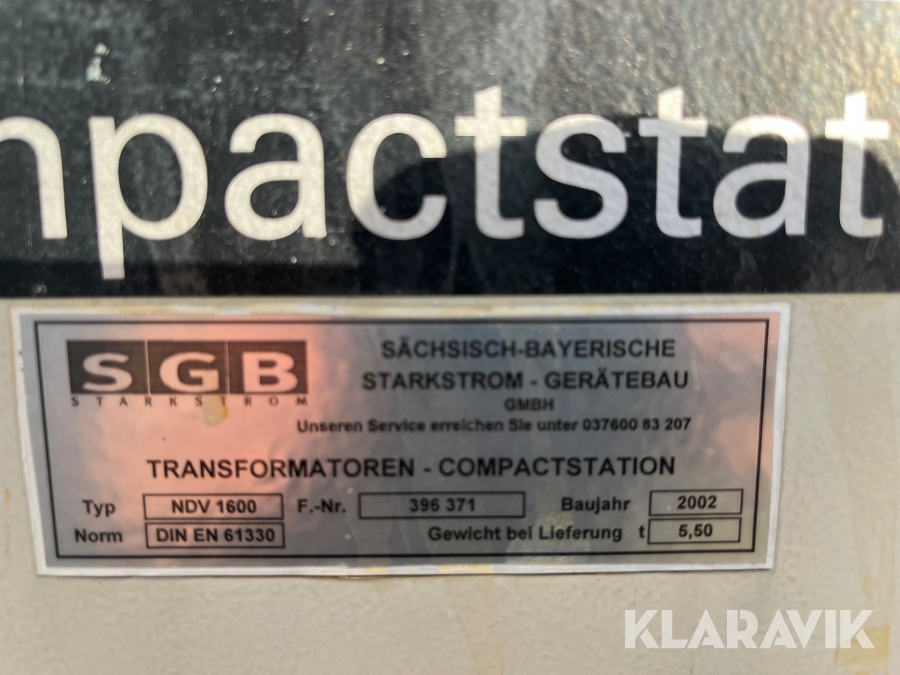 mpactstat
SGB
STARKSTROM
SÄCHSISCH-BAYERISCHE
STARKSTROM - GERÄTEBAU
GMBH
Unseren Service erreichen Sie unter 037600 83 207
TRANSFORMATOREN - COMPACTSTATION
Typ NDV 1600 F.-Nr. 396 371 Baujahr 2002
Norm DIN EN 61330 Gewicht bei Lieferung t 5,50
KLARAVIK